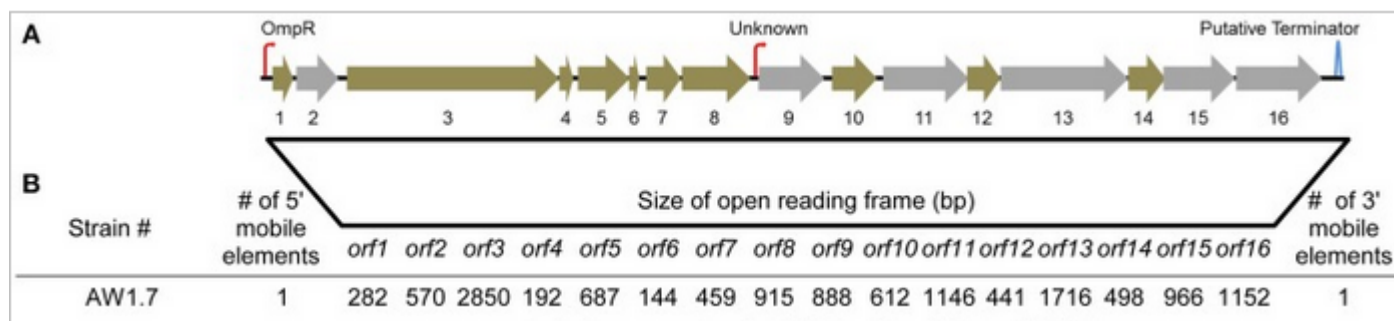 A
OmpR Unknown Putative Terminator
1 2 3 4 5 6 7 8 9 10 11 12 13 14 15 16
B
Strain #
# of 5'
mobile
elements
Size of open reading frame (bp)
orf1 orf2 orf3 orf4 orf5 orf6 orf7 orf8 orf9 orf10 orf11 orf12 orf13 orf14 orf15 orf16
# of 3'
mobile
elements
AW1.7 1 282 570 2850 192 687 144 459 915 888 612 1146 441 1716 498 966 1152 1